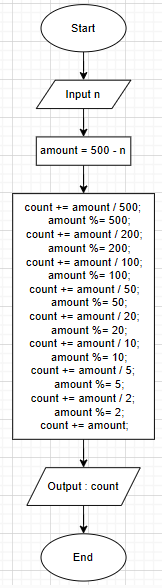 Start
Input n
amount = 500 - n
count += amount / 500;
amount %= 500;
count += amount / 200;
amount %= 200;
count += amount / 100;
amount %= 100;
count += amount / 50;
amount %= 50;
count += amount / 20;
amount %= 20;
count += amount / 10;
amount %= 10;
count += amount / 5;
amount %= 5;
count += amount / 2;
amount %= 2;
count += amount;
Output : count
End